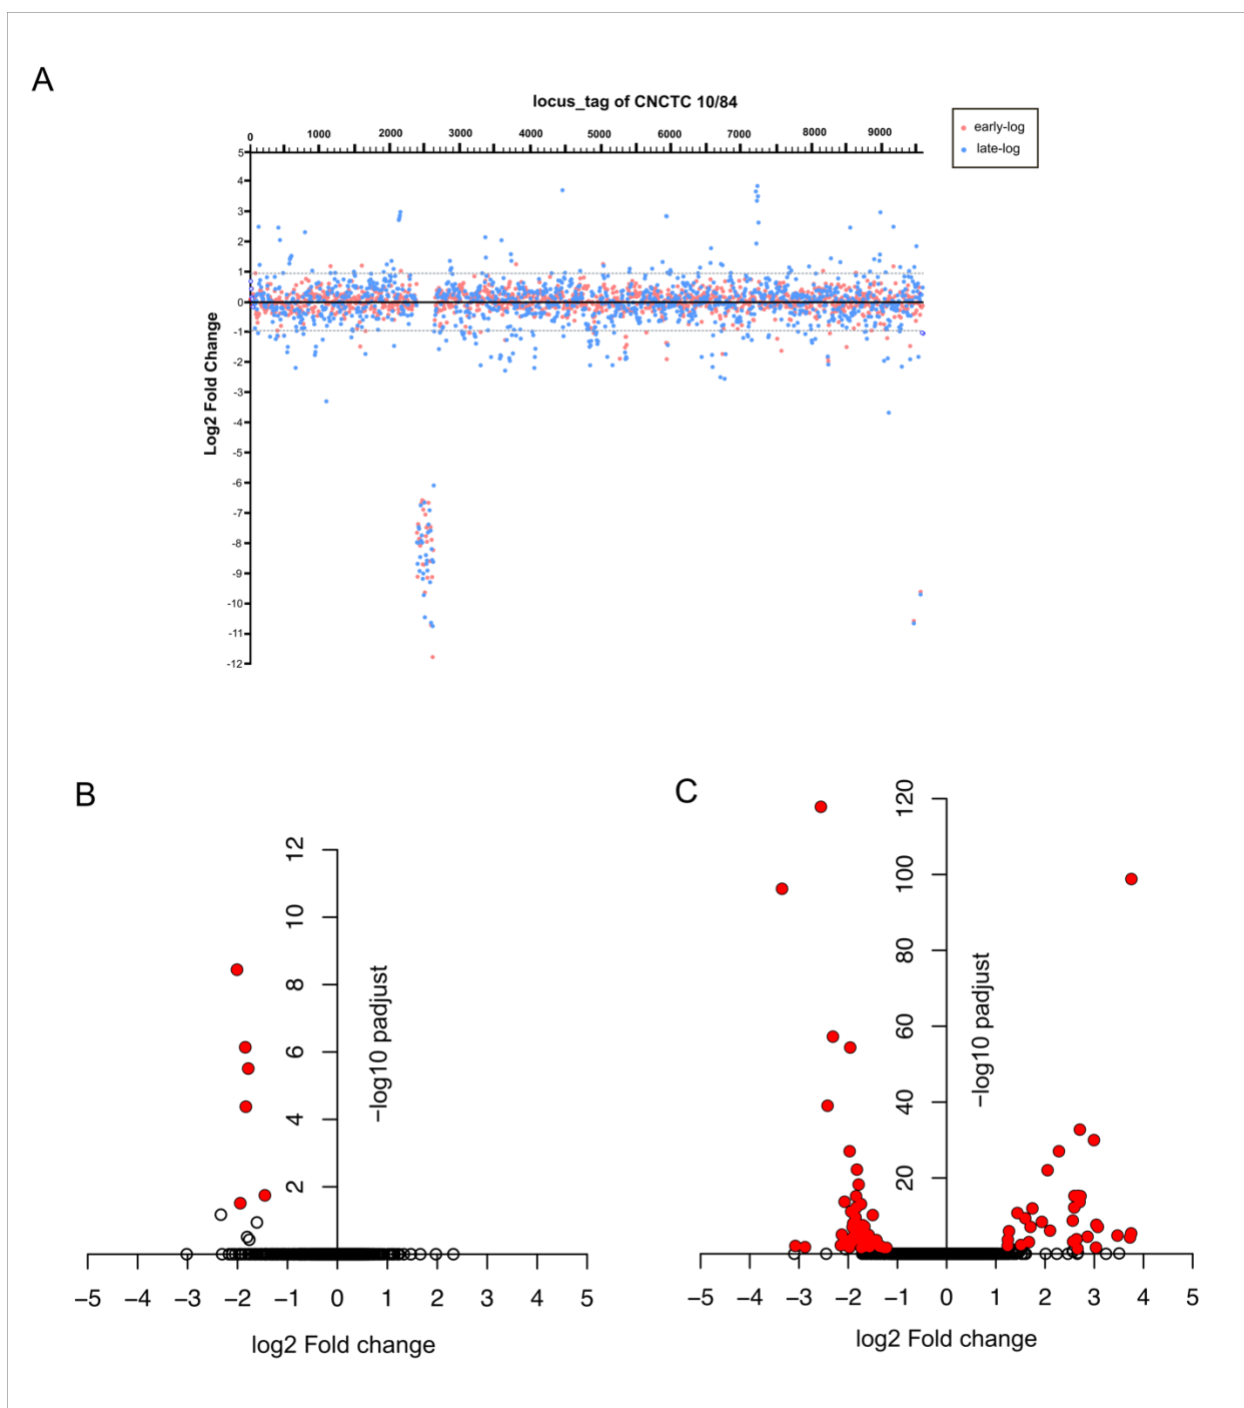 A
locus_tag of CNCTC 10/84
early-log
late-log
0 1000 2000 3000 4000 5000 6000 7000 8000 9000
5
4
3
2
1
0
-1
-2
-3
-4
-5
-6
-7
-8
-9
-10
-11
-12
Log2 Fold Change
B
12
10
8
6
4
2
−log10 padjust
−5 −4 −3 −2 −1 0 1 2 3 4 5
log2 Fold change
C
120
100
80
60
40
20
−log10 padjust
−5 −4 −3 −2 −1 0 1 2 3 4 5
log2 Fold change